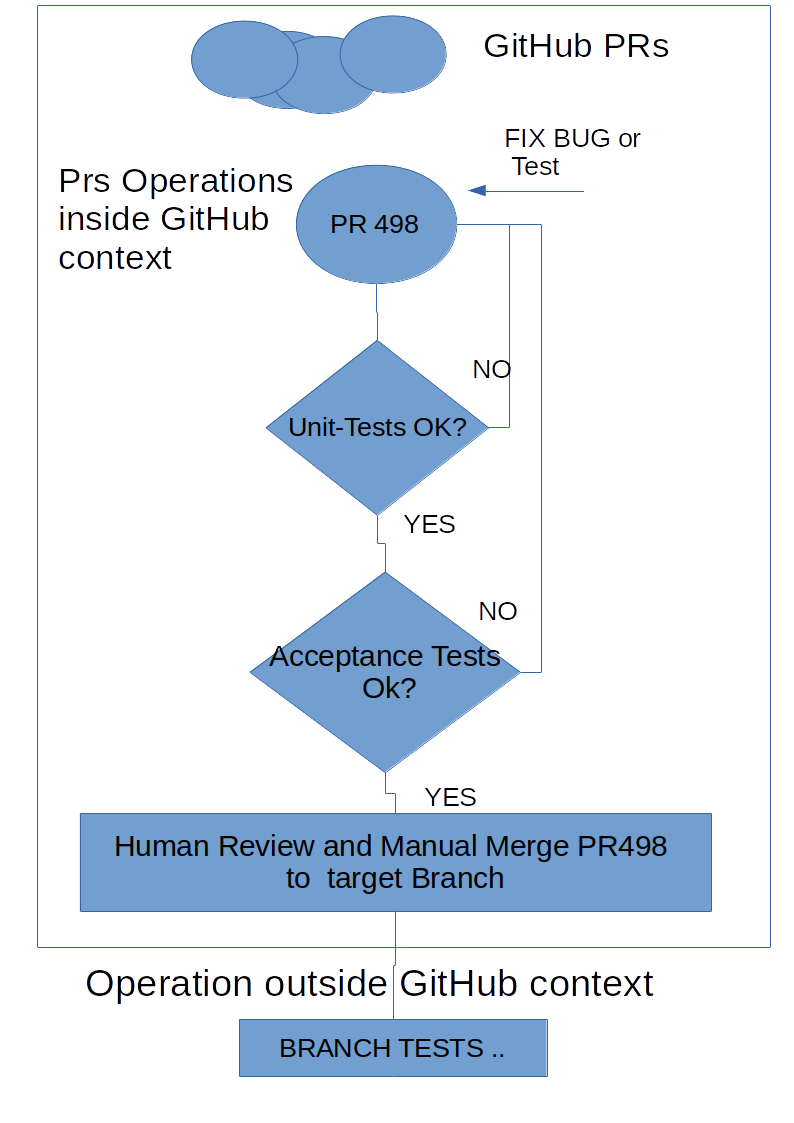 GitHub PRs
FIX BUG or
Test
Prs Operations
inside GitHub
context
PR 498
NO
Unit-Tests OK?
YES
NO
Acceptance Tests
Ok?
YES
Human Review and Manual Merge PR498
to target Branch
Operation outside GitHub context
BRANCH TESTS ..